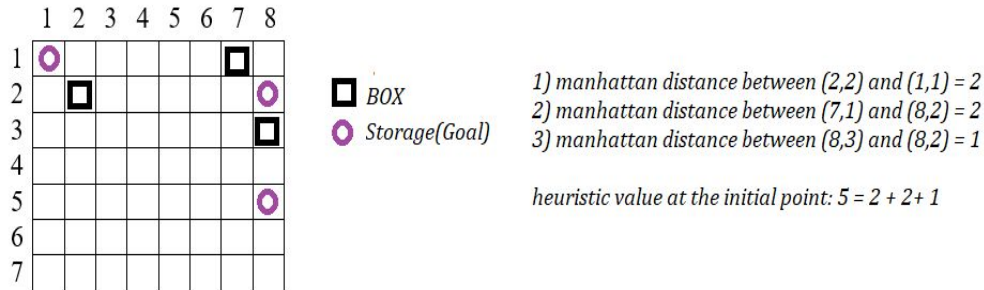 1 2 3 4 5 6 7 8
1
2
3
4
5
6
7
BOX
Storage(Goal)
1) manhattan distance between (2,2) and (1,1) = 2
2) manhattan distance between (7,1) and (8,2) = 2
3) manhattan distance between (8,3) and (8,2) = 1
heuristic value at the initial point: 5 = 2 + 2+ 1